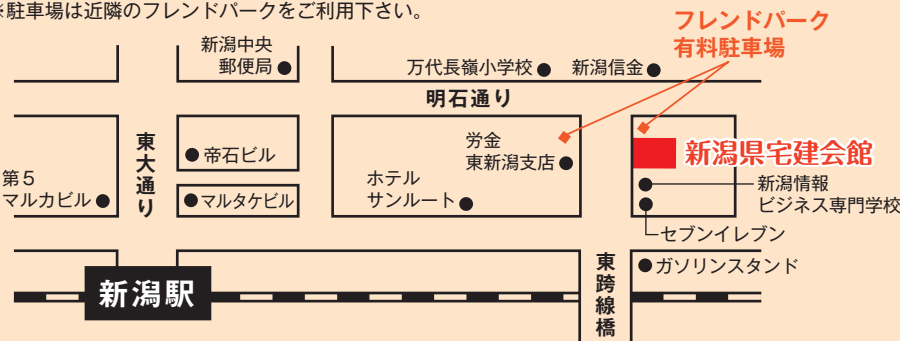 ※駐車場は近隣のフレンドパークをご利用下さい。
フレンドパーク
有料駐車場
新潟中央
郵便局
万代長嶺小学校
新潟信金
明石通り
東大通り
帝石ビル
労金
東新潟支店
新潟県宅建会館
第5
マルカビル
マルタケビル
ホテル
サンルート
新潟情報
ビジネス専門学校
セブンイレブン
新潟駅
東跨線橋
ガソリンスタンド